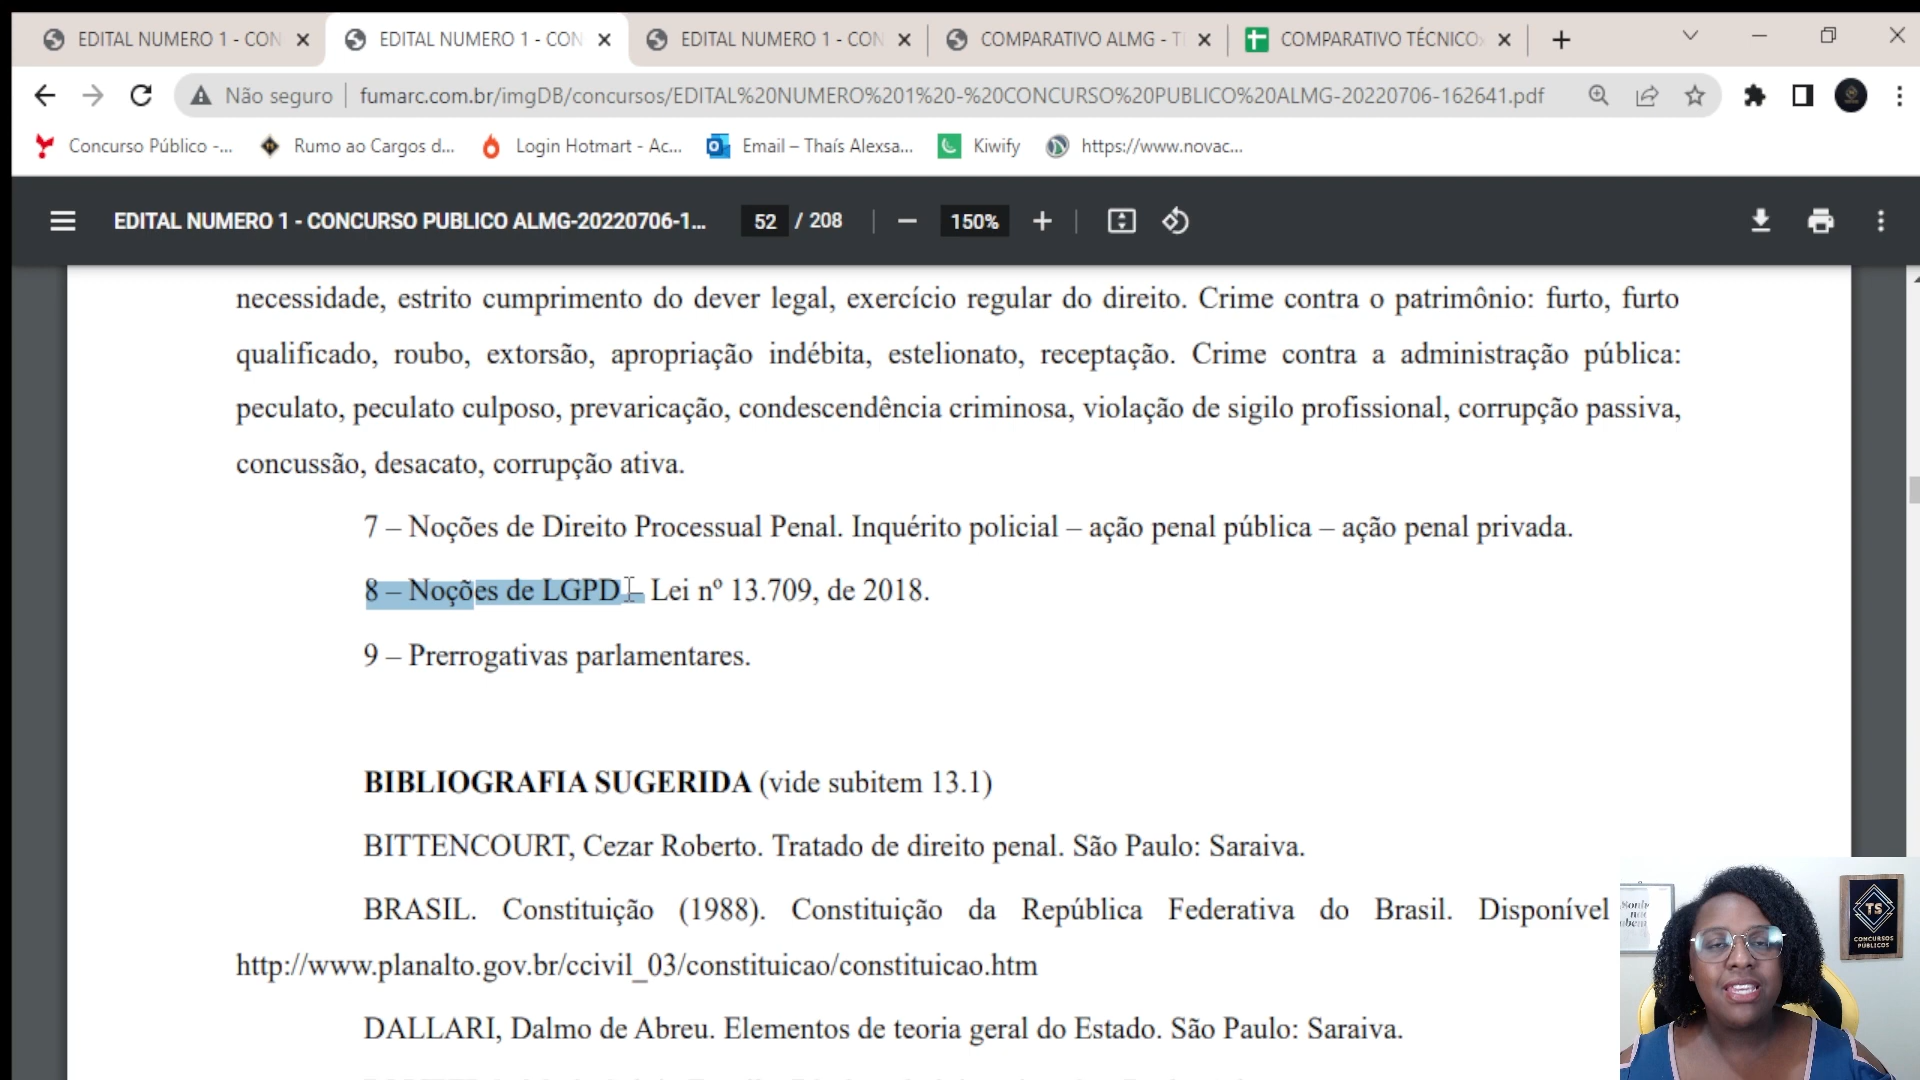 EDITAL NUMERO 1 - CON
EDITAL NUMERO 1 - CON
EDITAL NUMERO 1 - CON
COMPARATIVO ALMG - T
COMPARATIVO TÉCNICO
Não seguro
fumarc.com.br/imgDB/concursos/EDITAL%20NUMERO%201%20-%20CONCURSO%20PUBLICO%20ALMG-20220706-162641.pdf
Concurso Público -...
Rumo ao Cargos d...
Login Hotmart - Ac...
Email – Thaís Alexsa...
Kiwify
https://www.novac...
EDITAL NUMERO 1 - CONCURSO PUBLICO ALMG-20220706-1...
52 / 208
150%
necessidade, estrito cumprimento do dever legal, exercício regular do direito. Crime contra o patrimônio: furto, furto
qualificado, roubo, extorsão, apropriação indébita, estelionato, receptação. Crime contra a administração pública:
peculato, peculato culposo, prevaricação, condescendência criminosa, violação de sigilo profissional, corrupção passiva,
concussão, desacato, corrupção ativa.
7 – Noções de Direito Processual Penal. Inquérito policial – ação penal pública – ação penal privada.
8 – Noções de LGPD – Lei nº 13.709, de 2018.
9 – Prerrogativas parlamentares.
BIBLIOGRAFIA SUGERIDA (vide subitem 13.1)
BITTENCOURT, Cezar Roberto. Tratado de direito penal. São Paulo: Saraiva.
BRASIL. Constituição (1988). Constituição da República Federativa do Brasil. Disponível
http://www.planalto.gov.br/ccivil_03/constituicao/constituicao.htm
DALLARI, Dalmo de Abreu. Elementos de teoria geral do Estado. São Paulo: Saraiva.
TS
CONCURSOS
PÚBLICOS